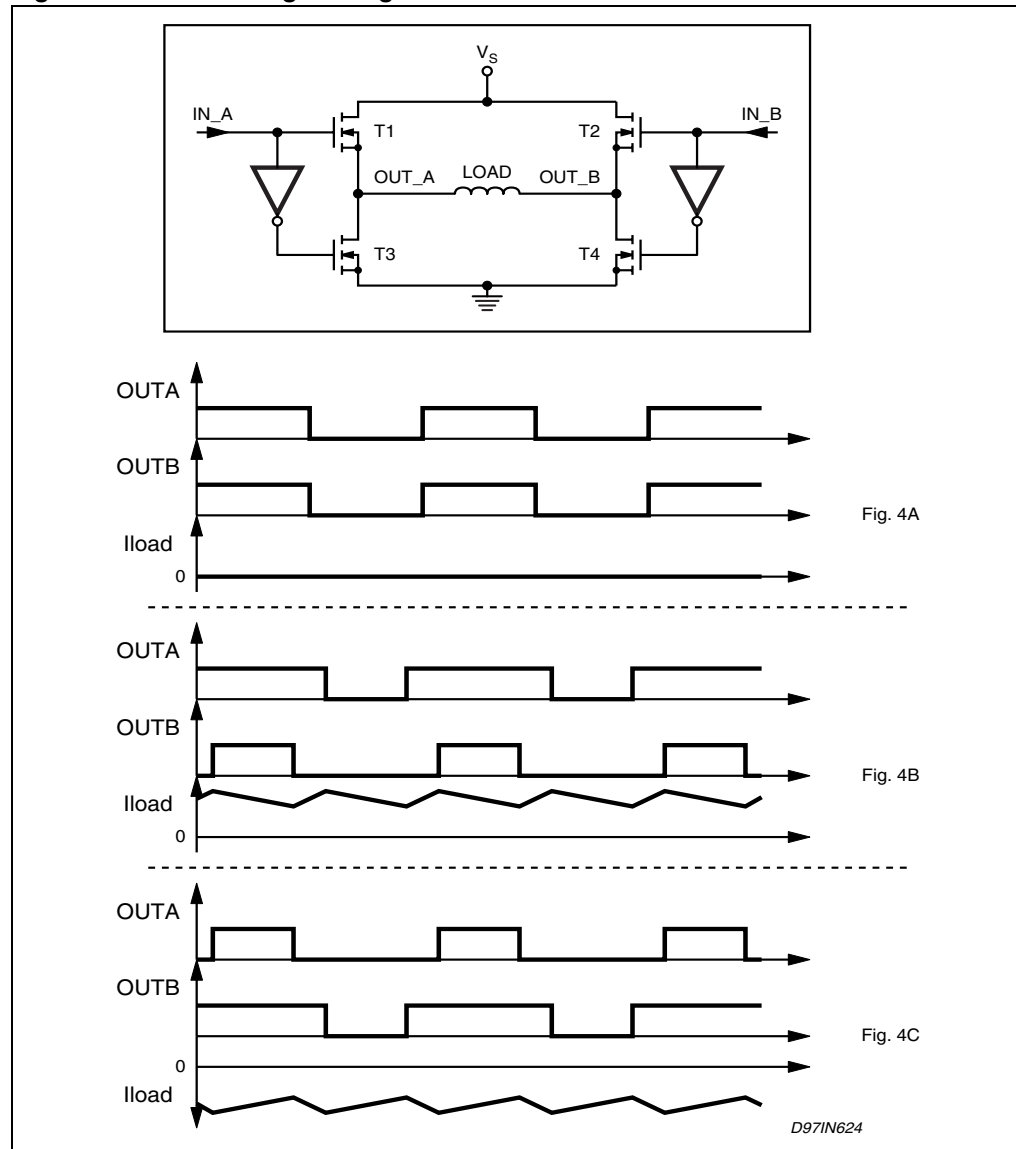 V_S
IN_A
IN_B
T1
T2
OUT_A
LOAD
OUT_B
T3
T4
OUTA
OUTB
Fig. 4A
Iload
0
OUTA
OUTB
Fig. 4B
Iload
0
OUTA
OUTB
Fig. 4C
0
Iload
D97IN624